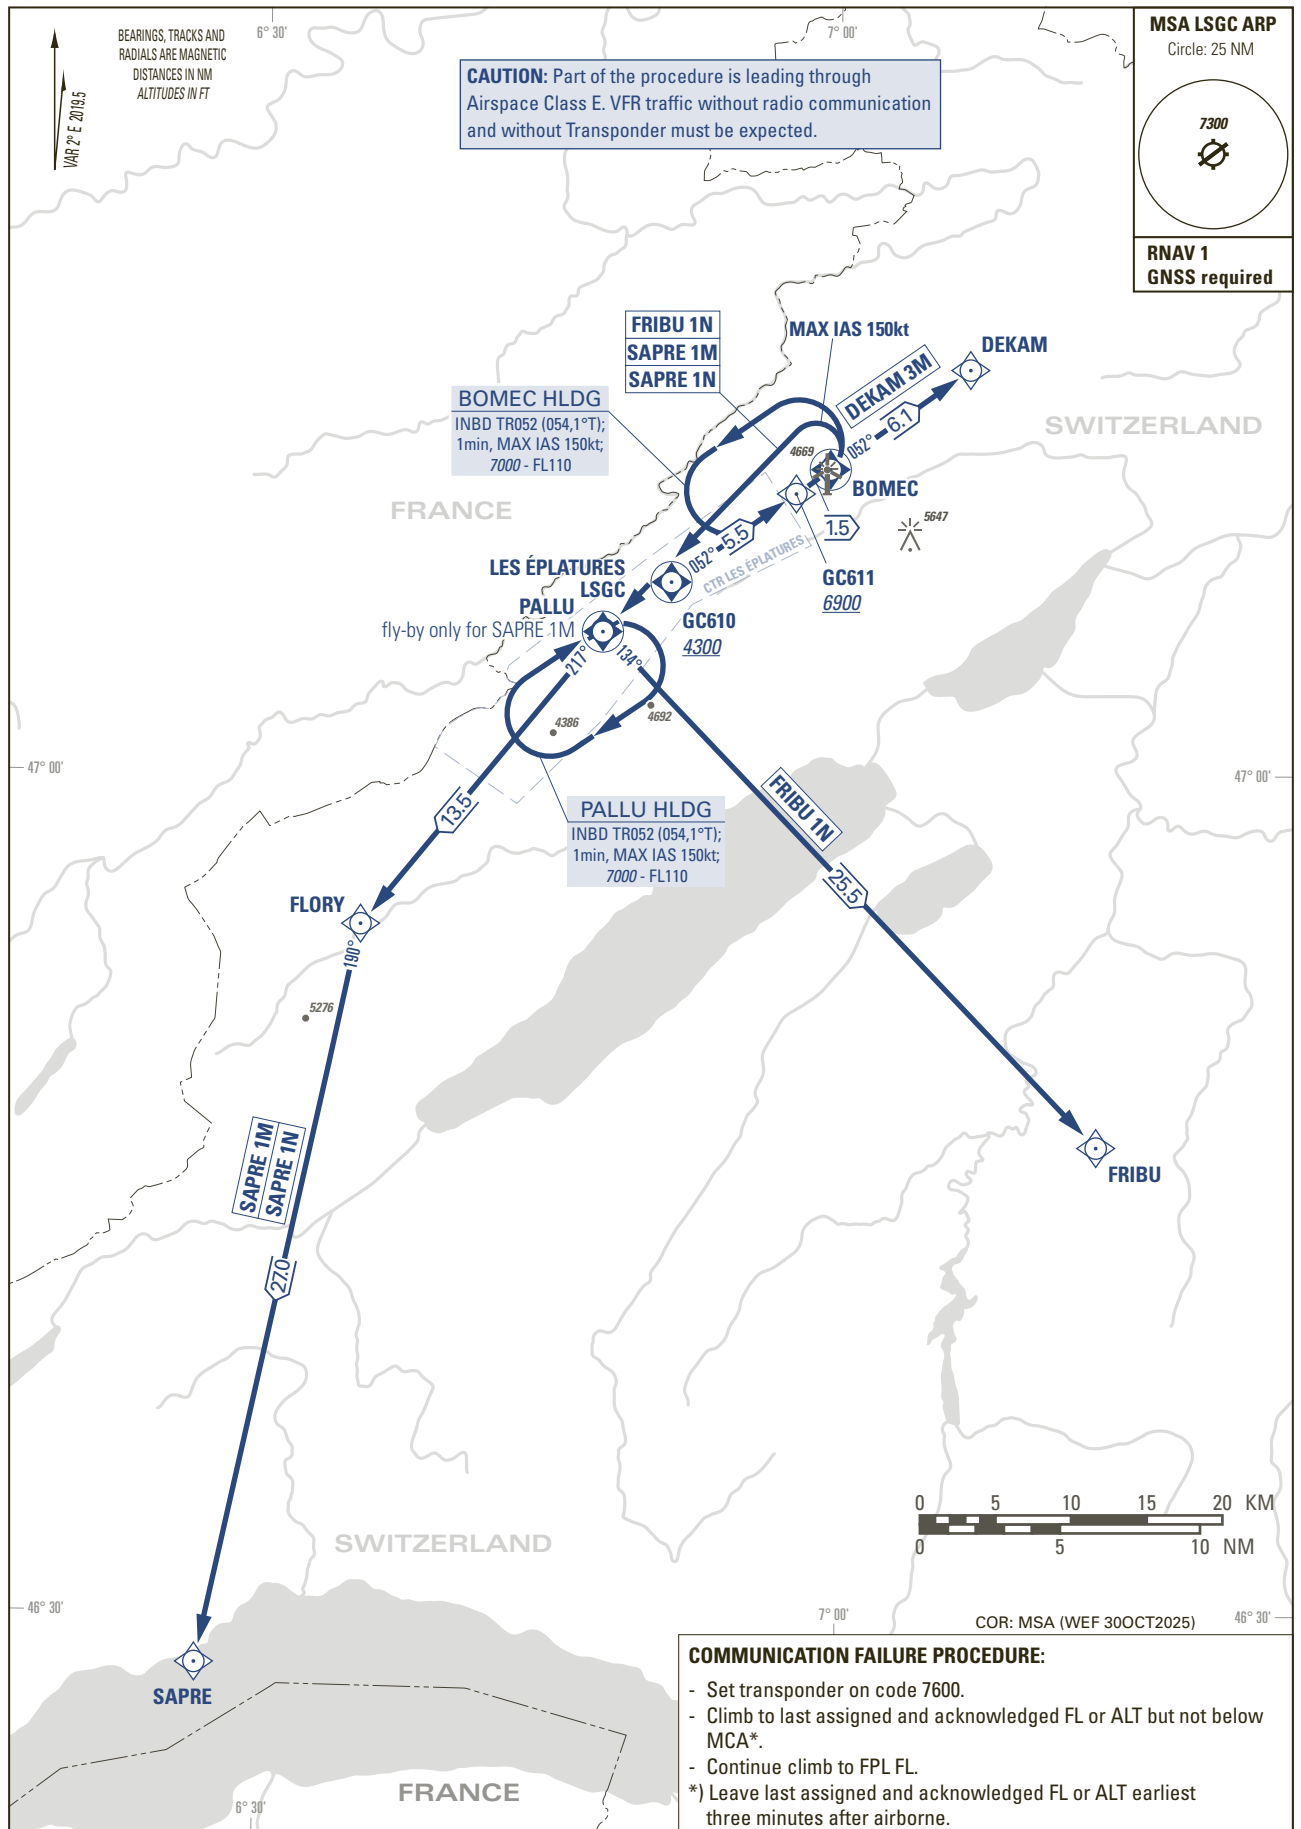 BEARINGS, TRACKS AND
RADIALS ARE MAGNETIC
DISTANCES IN NM
ALTITUDES IN FT
VAR 2° E 2019.5
6° 30'
7° 00'
CAUTION: Part of the procedure is leading through
Airspace Class E. VFR traffic without radio communication
and without Transponder must be expected.
MSA LSGC ARP
Circle: 25 NM
7300
RNAV 1
GNSS required
FRIBU 1N
SAPRE 1M
SAPRE 1N
MAX IAS 150kt
DEKAM
DEKAM 3M
BOMEC HLDG
INBD TR052 (054,1°T);
1min, MAX IAS 150kt;
7000 - FL110
SWITZERLAND
052°
6.1
4669
BOMEC
FRANCE
5647
1.5
052°
5.5
CTR LES ÉPLATURES
LES ÉPLATURES
LSGC
GC611
6900
PALLU
fly-by only for SAPRE 1M
GC610
4300
217°
134°
4692
4386
47° 00'
47° 00'
PALLU HLDG
INBD TR052 (054,1°T);
1min, MAX IAS 150kt;
7000 - FL110
13.5
FRIBU 1N
25.5
FLORY
190°
5276
SAPRE 1M
SAPRE 1N
FRIBU
27.0
0 5 10 15 20 KM
0 5 10 NM
SWITZERLAND
46° 30'
7° 00'
46° 30'
COR: MSA (WEF 30OCT2025)
SAPRE
FRANCE
6° 30'
COMMUNICATION FAILURE PROCEDURE:
- Set transponder on code 7600.
- Climb to last assigned and acknowledged FL or ALT but not below
MCA*.
- Continue climb to FPL FL.
*) Leave last assigned and acknowledged FL or ALT earliest
three minutes after airborne.